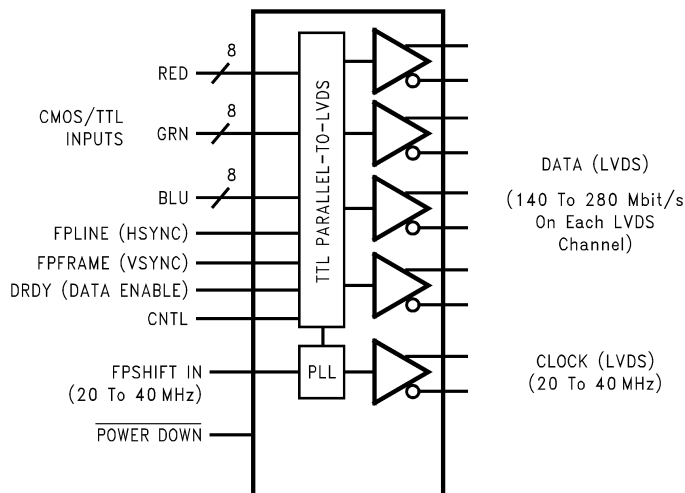 8
RED
8
CMOS/TTL
INPUTS
GRN
8
BLU
FPLINE (HSYNC)
FPFRAME (VSYNC)
DRDY (DATA ENABLE)
CNTL
FPSHIFT IN
(20 To 40 MHz)
POWER DOWN
TTL PARALLEL-TO-LVDS
PLL
DATA (LVDS)
(140 To 280 Mbit/s
On Each LVDS
Channel)
CLOCK (LVDS)
(20 To 40 MHz)